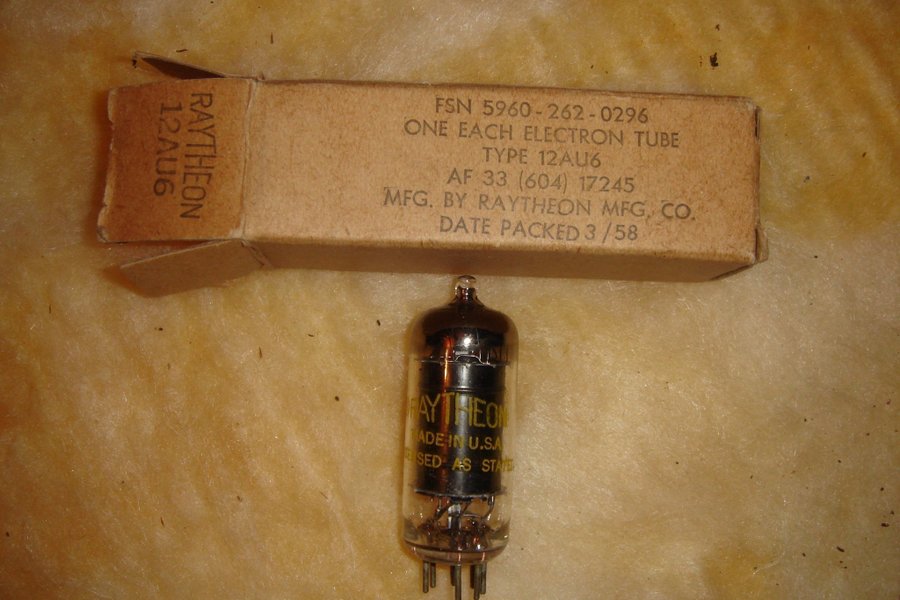 RAYTHEON
12AU6
FSN 5960-262-0296
ONE EACH ELECTRON TUBE
TYPE 12AU6
AF 33 (604) 17245
MFG. BY RAYTHEON MFG. CO.
DATE PACKED 3/58
RAYTHEON
MADE IN U.S.A.
AS